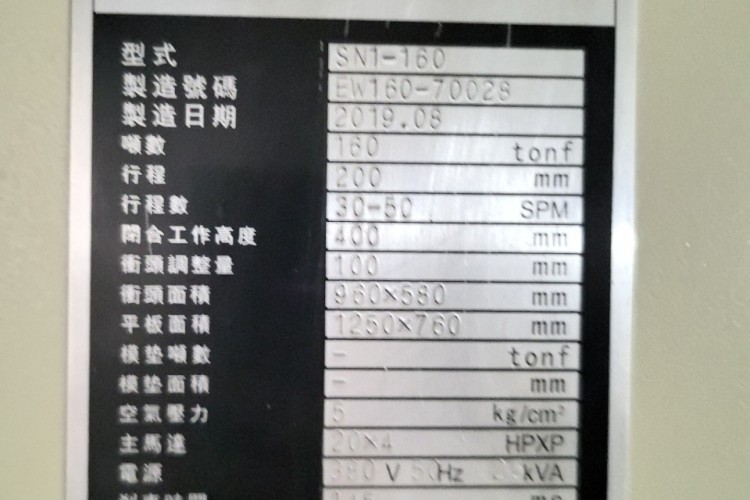 型式 SN1-160
製造號碼 EW160-70028
製造日期 2019.08
噸數 160 tonf
行程 200 mm
行程數 30-50 SPM
閉合工作高度 400 mm
衝頭調整量 100 mm
衝頭面積 960×580 mm
平板面積 1250×760 mm
模墊噸數 - tonf
模墊面積 - mm
空氣壓力 5 kg/cm²
主馬達 20×4 HPXP
電源 380 V 50Hz kVA